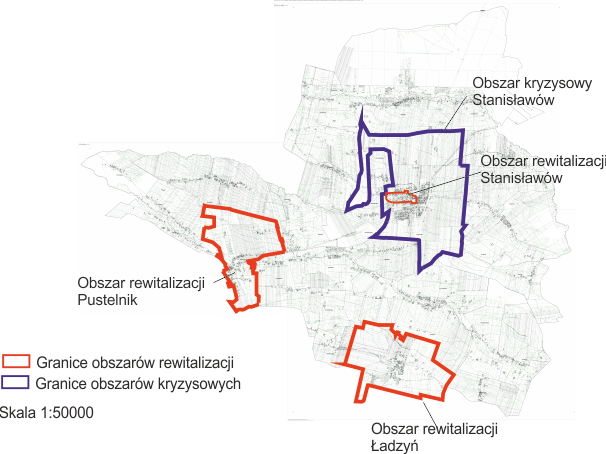 Obszar kryzysowy
Stanisławów
Obszar rewitalizacji
Stanisławów
Obszar rewitalizacji
Pustelnik
Granice obszarów rewitalizacji
Granice obszarów kryzysowych
Skala 1:50000
Obszar rewitalizacji
Ładzyń